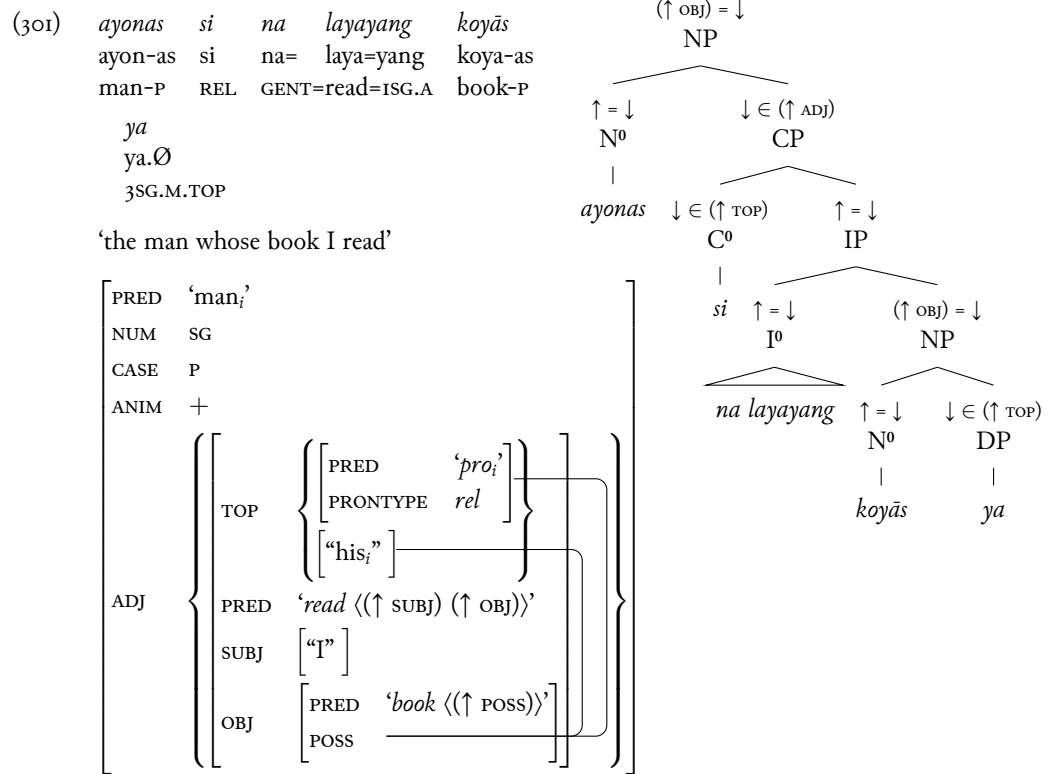 (301) ayonas si na layayang koyās
ayon-as si na= laya=yang koya-as
man-P REL GENT=read=1SG.A book-P
ya
ya.Ø
3SG.M.TOP
‘the man whose book I read’
PRED ‘manᵢ’
NUM SG
CASE P
ANIM +
ADJ
TOP
PRED ‘proᵢ’
PRONTYPE rel
“hisᵢ”
PRED ‘read ⟨(↑ SUBJ) (↑ OBJ)⟩’
SUBJ “I”
OBJ
PRED ‘book ⟨(↑ POSS)⟩’
POSS
(↑ OBJ) = ↓
NP
↑ = ↓ ↓ ∈ (↑ ADJ)
N⁰ CP
ayonas ↓ ∈ (↑ TOP) ↑ = ↓
C⁰ IP
si ↑ = ↓ (↑ OBJ) = ↓
I⁰ NP
na layayang ↑ = ↓ ↓ ∈ (↑ TOP)
N⁰ DP
koyās ya